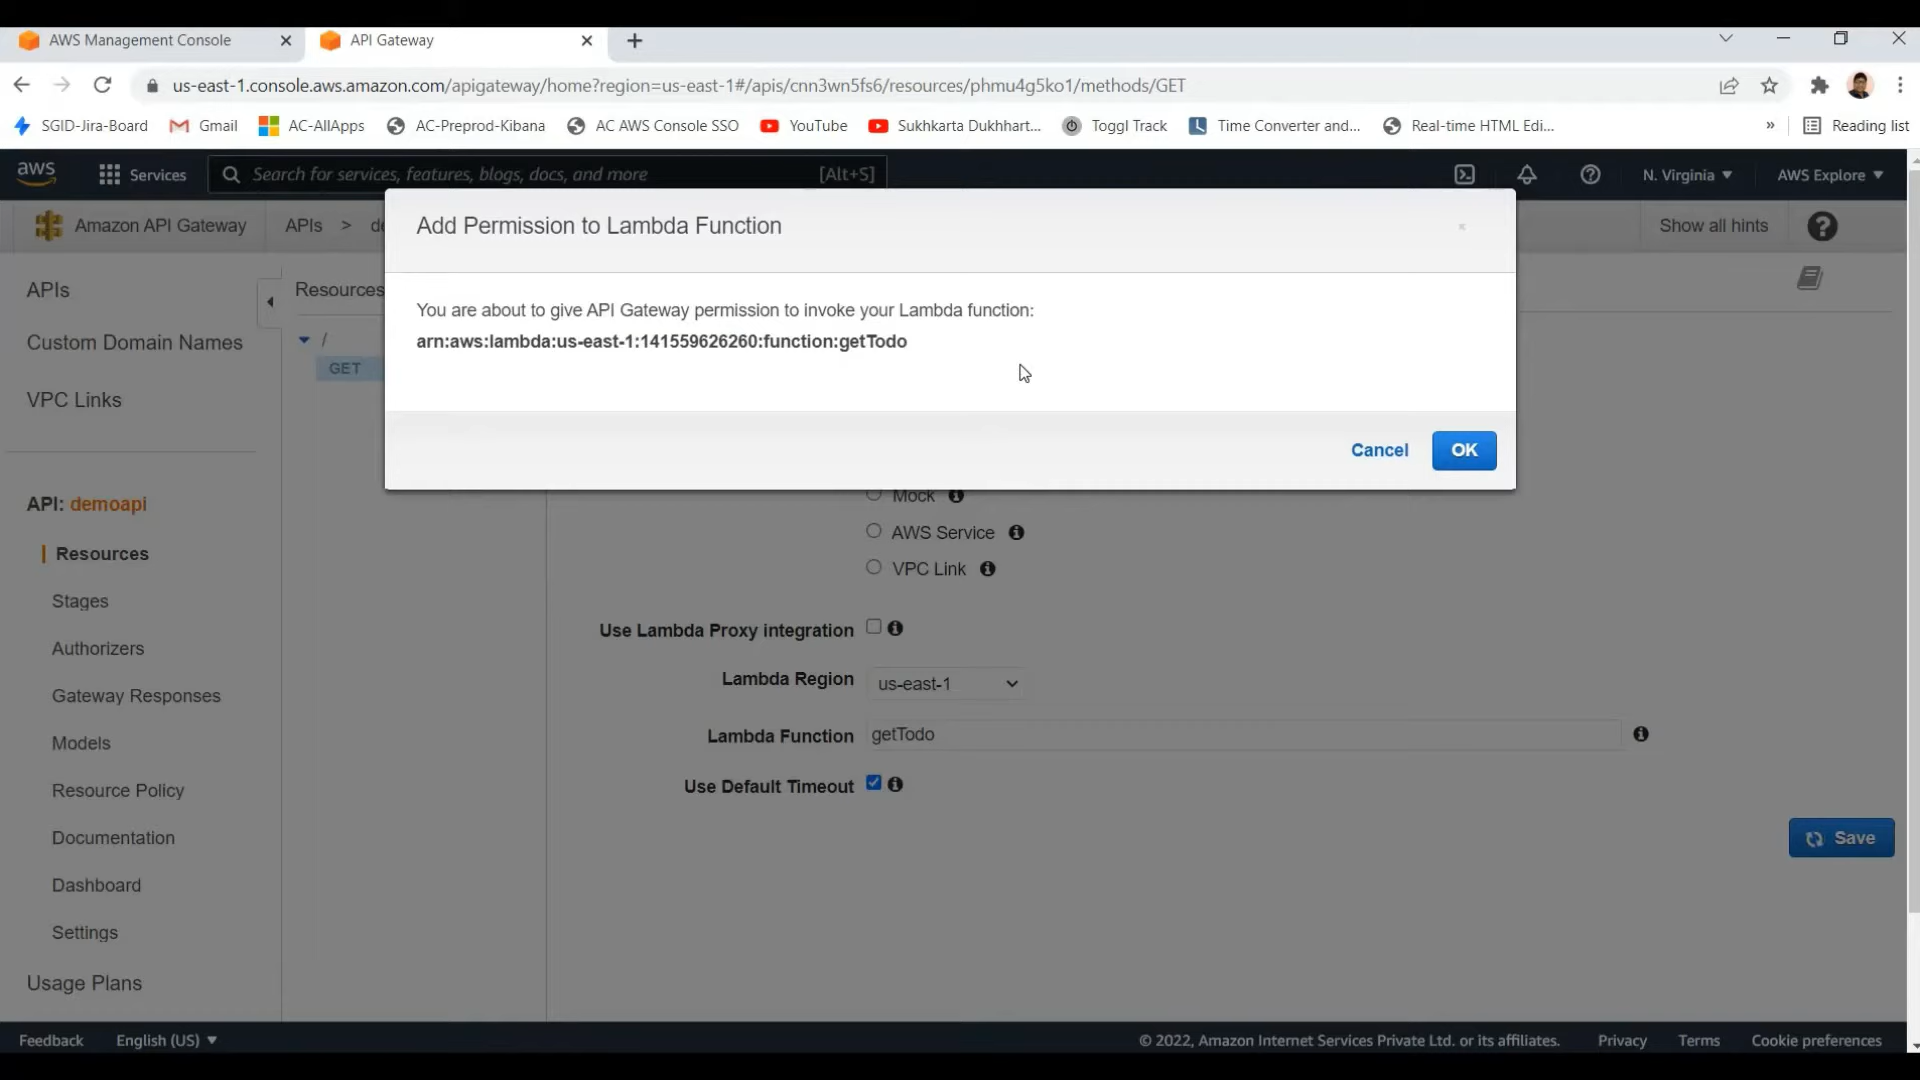 AWS Management Console
API Gateway
us-east-1.console.aws.amazon.com/apigateway/home?region=us-east-1#/apis/cnn3wn5fs6/resources/phmu4g5ko1/methods/GET
SGID-Jira-Board
Gmail
AC-AllApps
AC-Preprod-Kibana
AC AWS Console SSO
YouTube
Sukhkarta Dukhhart...
Toggl Track
Time Converter and...
Real-time HTML Edi...
»
Reading list
aws
Services
Search for services, features, blogs, docs, and more
[Alt+S]
N. Virginia
AWS Explore
Amazon API Gateway
APIs
>
Show all hints
Add Permission to Lambda Function
You are about to give API Gateway permission to invoke your Lambda function:
arn:aws:lambda:us-east-1:141559626260:function:getTodo
Cancel
OK
APIs
Custom Domain Names
VPC Links
API: demoapi
Resources
Stages
Authorizers
Gateway Responses
Models
Resource Policy
Documentation
Dashboard
Settings
Usage Plans
Resources
/
GET
Mock
AWS Service
VPC Link
Use Lambda Proxy integration
Lambda Region
us-east-1
Lambda Function
getTodo
Use Default Timeout
Save
Feedback
English (US)
© 2022, Amazon Internet Services Private Ltd. or its affiliates.
Privacy
Terms
Cookie preferences